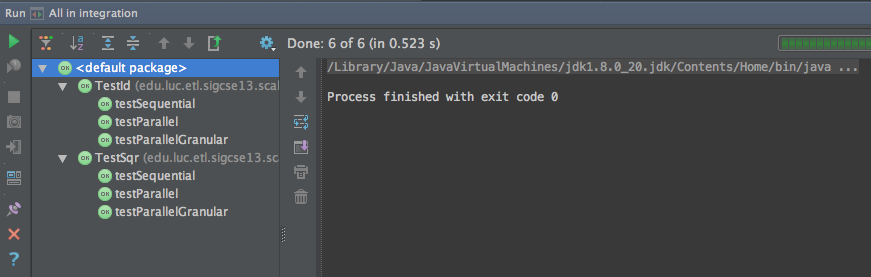 Run All in integration
Done: 6 of 6 (in 0.523 s)
OK <default package>
OK TestId (edu.luc.etl.sigcse13.scal
OK testSequential
OK testParallel
OK testParallelGranular
OK TestSqr (edu.luc.etl.sigcse13.sca
OK testSequential
OK testParallel
OK testParallelGranular
/Library/Java/JavaVirtualMachines/jdk1.8.0_20.jdk/Contents/Home/bin/java ...
Process finished with exit code 0